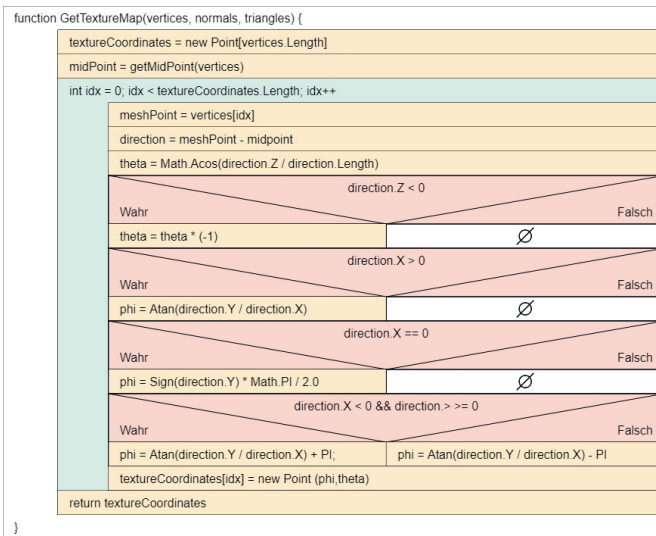 function GetTextureMap(vertices, normals, triangles) {
textureCoordinates = new Point[vertices.Length]
midPoint = getMidPoint(vertices)
int idx = 0; idx < textureCoordinates.Length; idx++
meshPoint = vertices[idx]
direction = meshPoint - midpoint
theta = Math.Acos(direction.Z / direction.Length)
direction.Z < 0
Wahr Falsch
theta = theta * (-1) ∅
direction.X > 0
Wahr Falsch
phi = Atan(direction.Y / direction.X) ∅
direction.X == 0
Wahr Falsch
phi = Sign(direction.Y) * Math.PI / 2.0 ∅
direction.X < 0 && direction.> >= 0
Wahr Falsch
phi = Atan(direction.Y / direction.X) + PI; phi = Atan(direction.Y / direction.X) - PI
textureCoordinates[idx] = new Point (phi,theta)
return textureCoordinates
}